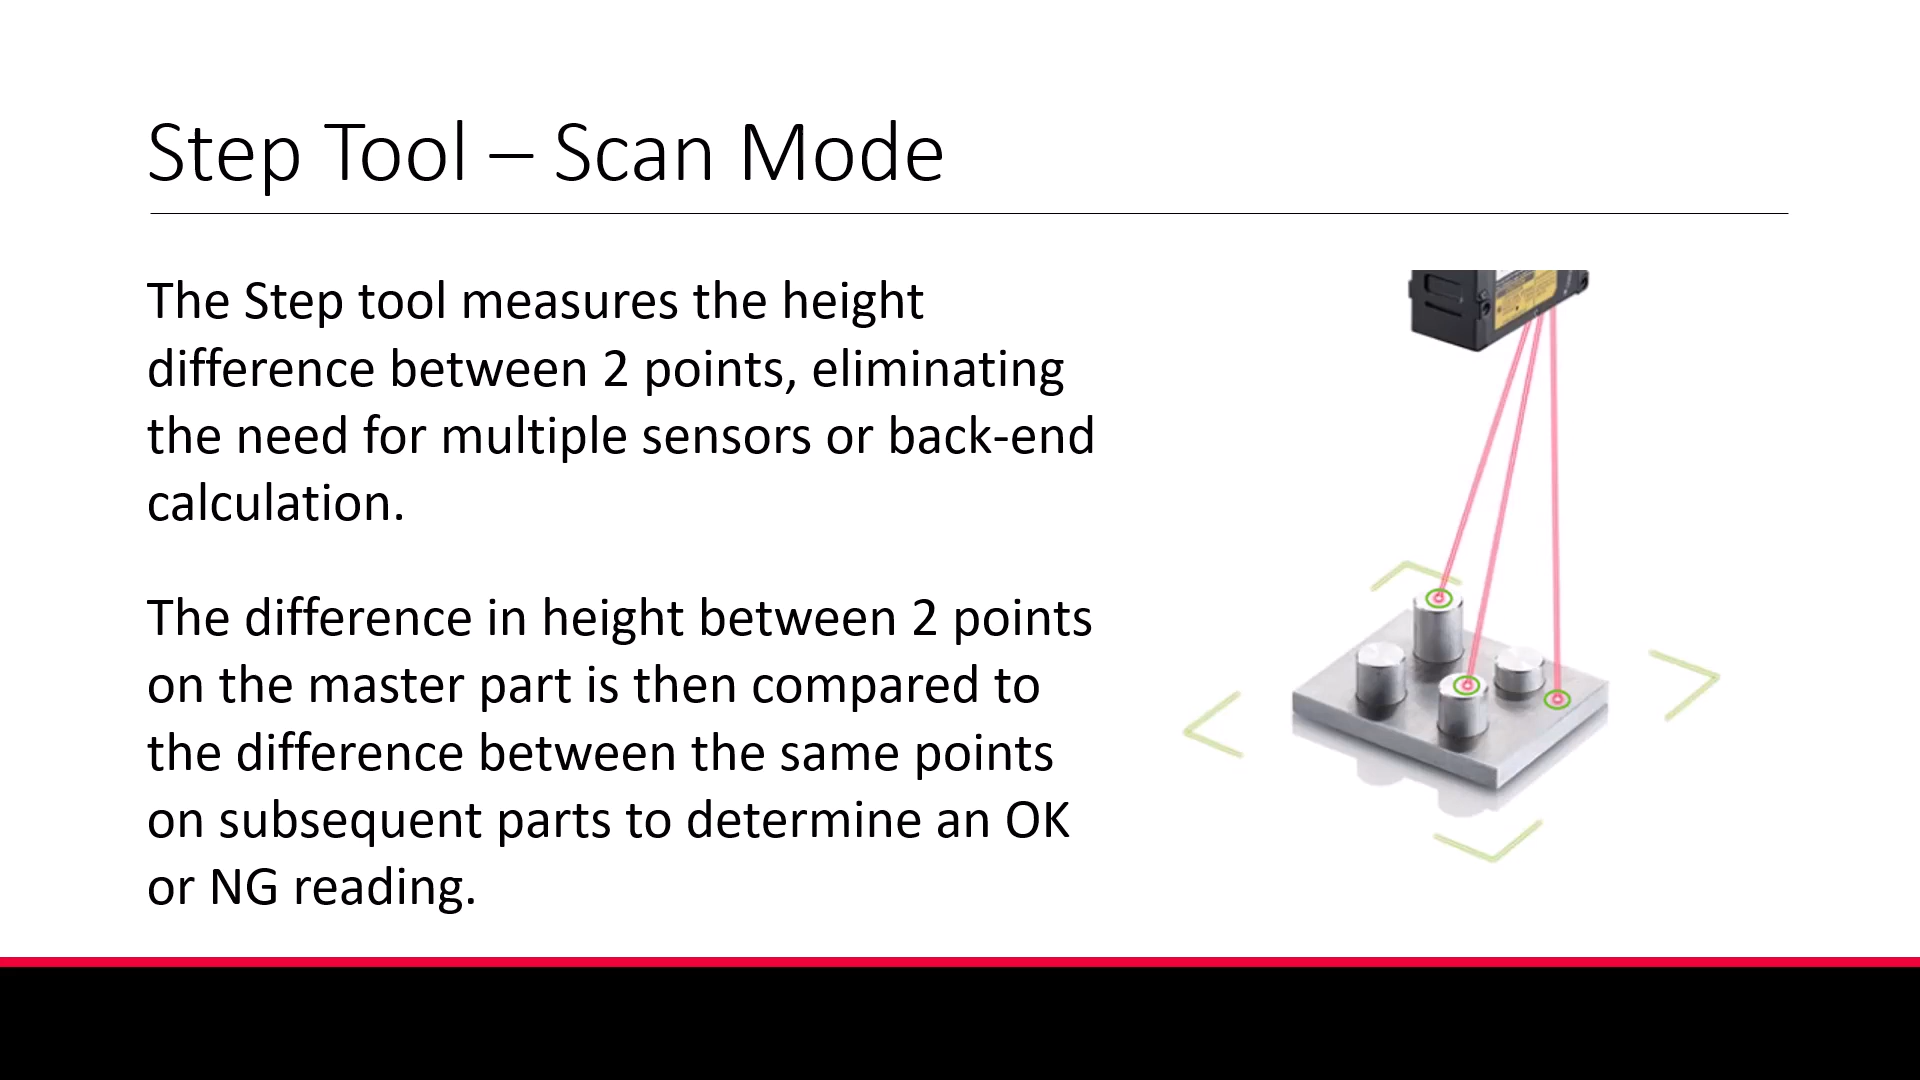 Step Tool – Scan Mode
The Step tool measures the height
difference between 2 points, eliminating
the need for multiple sensors or back-end
calculation.
The difference in height between 2 points
on the master part is then compared to
the difference between the same points
on subsequent parts to determine an OK
or NG reading.